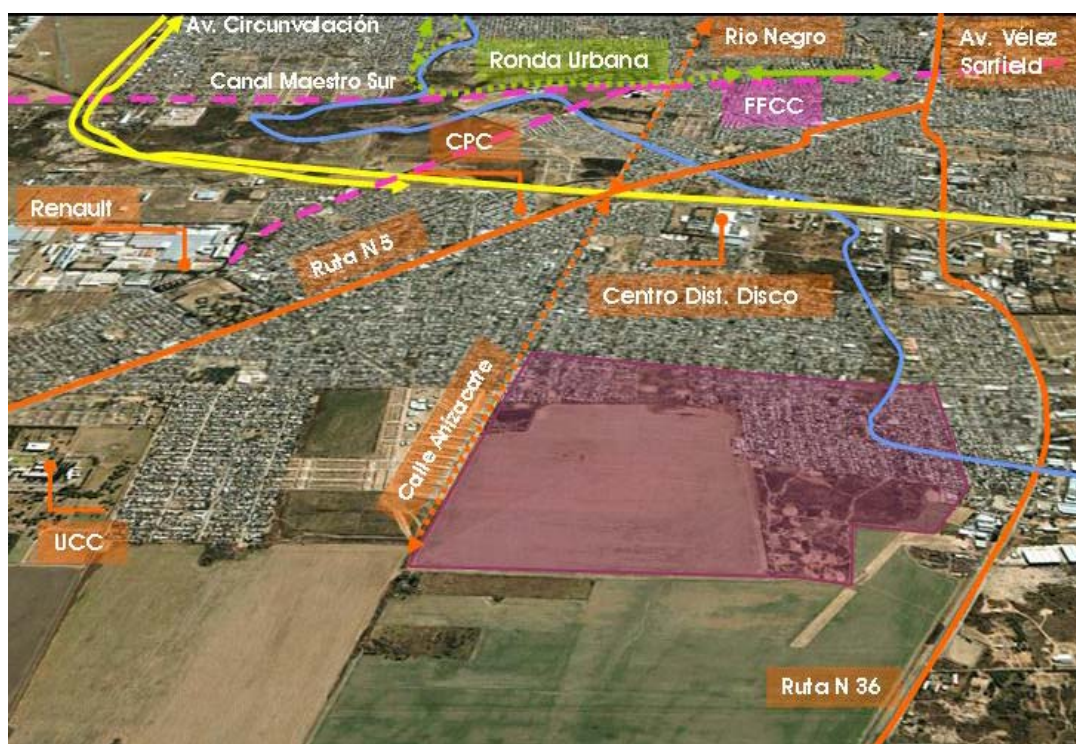 Av. Circunvalación
Rio Negro
Av. Vélez
Sarfield
Ronda Urbana
Canal Maestro Sur
FFCC
CPC
Renault
Ruta N 5
Centro Dist. Disco
Calle Anizacate
UCC
Ruta N 36